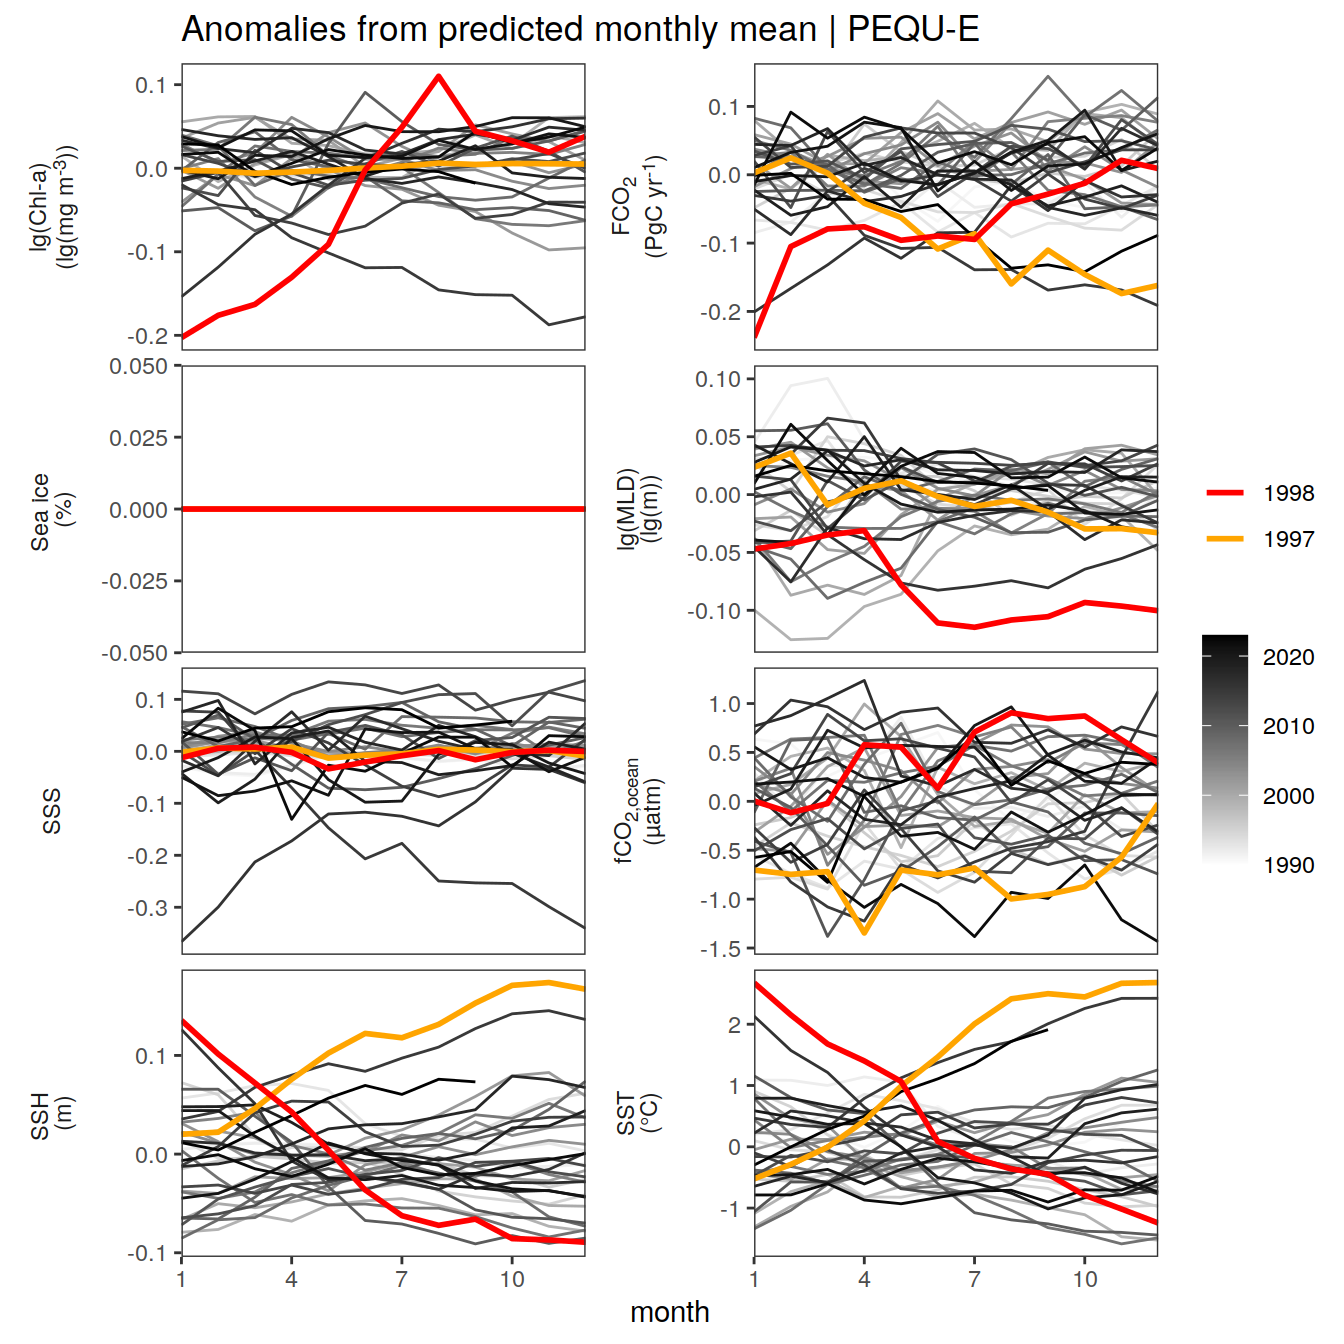 Anomalies from predicted monthly mean | PEQU-E
lg(Chl-a)
(lg(mg m⁻³))
0.1
0.0
-0.1
-0.2
FCO₂
(PgC yr⁻¹)
0.1
0.0
-0.1
-0.2
Sea ice
(%)
0.050
0.025
0.000
-0.025
-0.050
lg(MLD)
(lg(m))
0.10
0.05
0.00
-0.05
-0.10
SSS
0.1
0.0
-0.1
-0.2
-0.3
fCO₂,ocean
(µatm)
1.0
0.5
0.0
-0.5
-1.0
-1.5
SSH
(m)
0.1
0.0
-0.1
1 4 7 10
SST
(°C)
2
1
0
-1
1 4 7 10
month
1998
1997
2020
2010
2000
1990